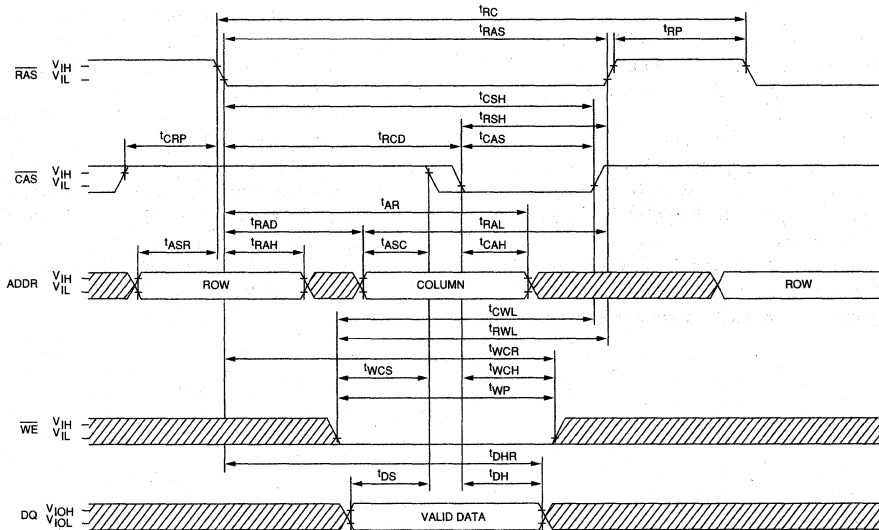 tRC
tRAS
tRP
RAS VIH
VIL
tCSH
tRSH
tCRP
tRCD
tCAS
CAS VIH
VIL
tAR
tRAD
tRAL
tASR
tRAH
tASC
tCAH
ADDR VIH
VIL
ROW
COLUMN
ROW
tCWL
tRWL
tWCR
tWCS
tWCH
tWP
WE VIH
VIL
tDHR
tDS
tDH
DQ VIOH
VIOL
VALID DATA